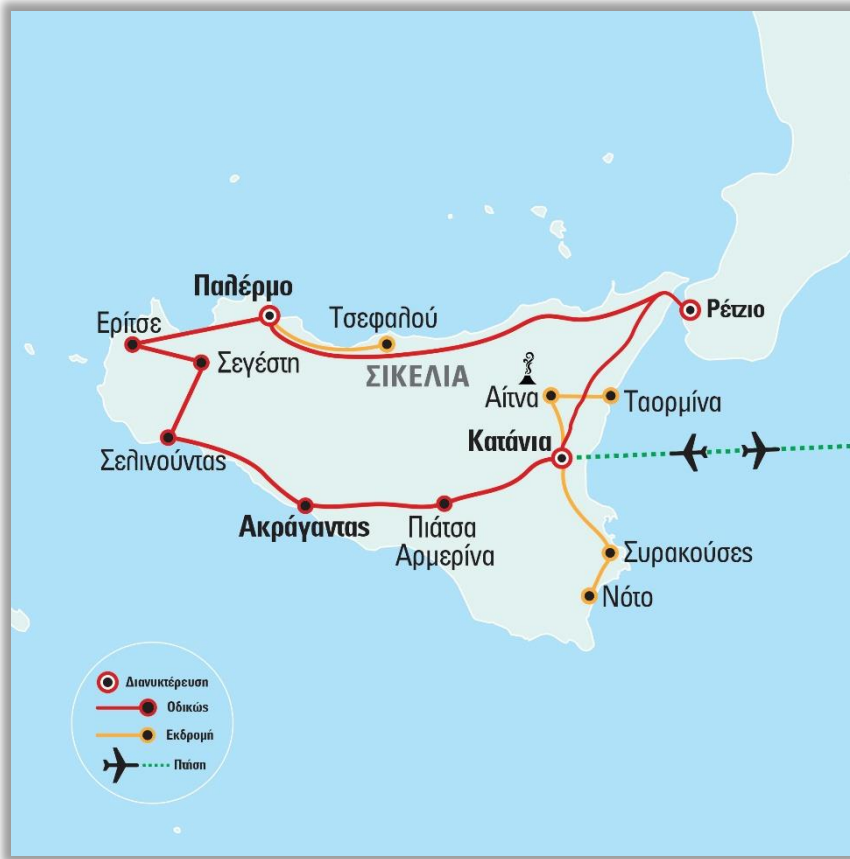 Παλέρμο
Ερίτσε
Τσεφαλού
Ρέτζιο
Σεγέστη
ΣΙΚΕΛΙΑ
Αίτνα
Ταορμίνα
Κατάνια
Σελινούντας
Ακράγαντας
Πιάτσα
Αρμερίνα
Συρακούσες
Νότο
Διανυκτέρευση
Οδικώς
Εκδρομή
Πτήση